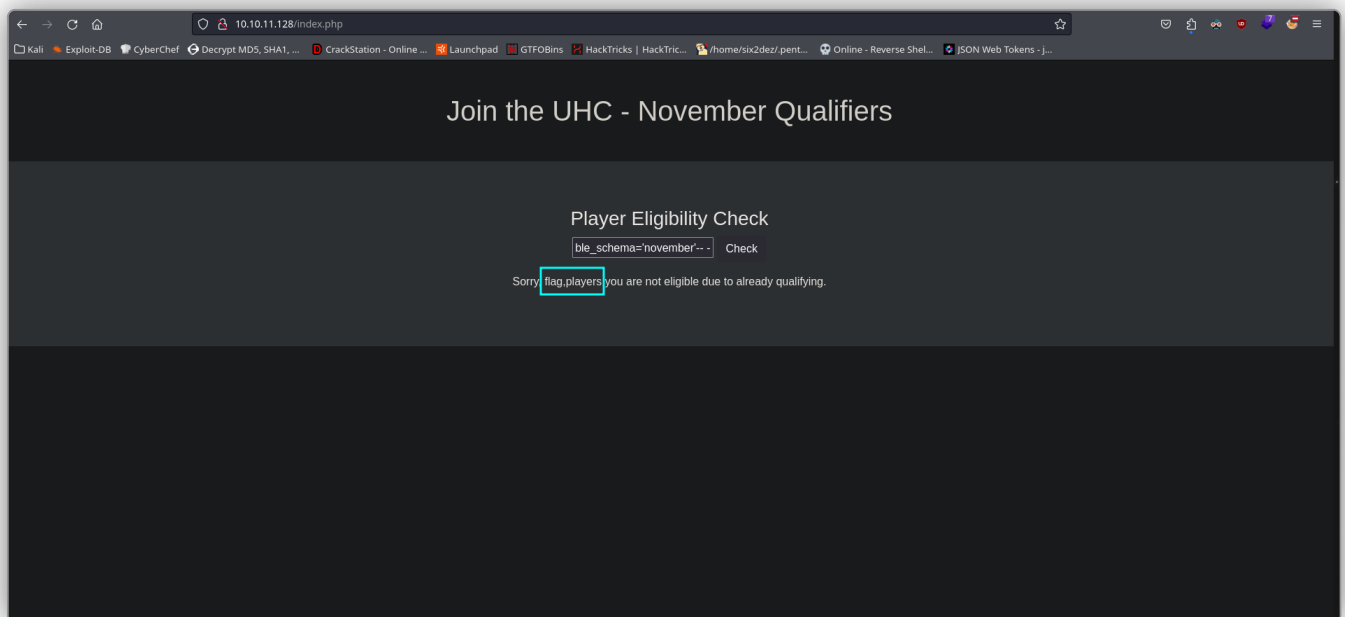 10.10.11.128/index.php
7
Kali Exploit-DB CyberChef Decrypt MD5, SHA1, ... CrackStation - Online ... Launchpad GTFOBins HackTricks | HackTric... /home/six2dez/.pent... Online - Reverse Shel... JSON Web Tokens - j...
Join the UHC - November Qualifiers
Player Eligibility Check
ble_schema='november'-- - Check
Sorry, flag,players you are not eligible due to already qualifying.